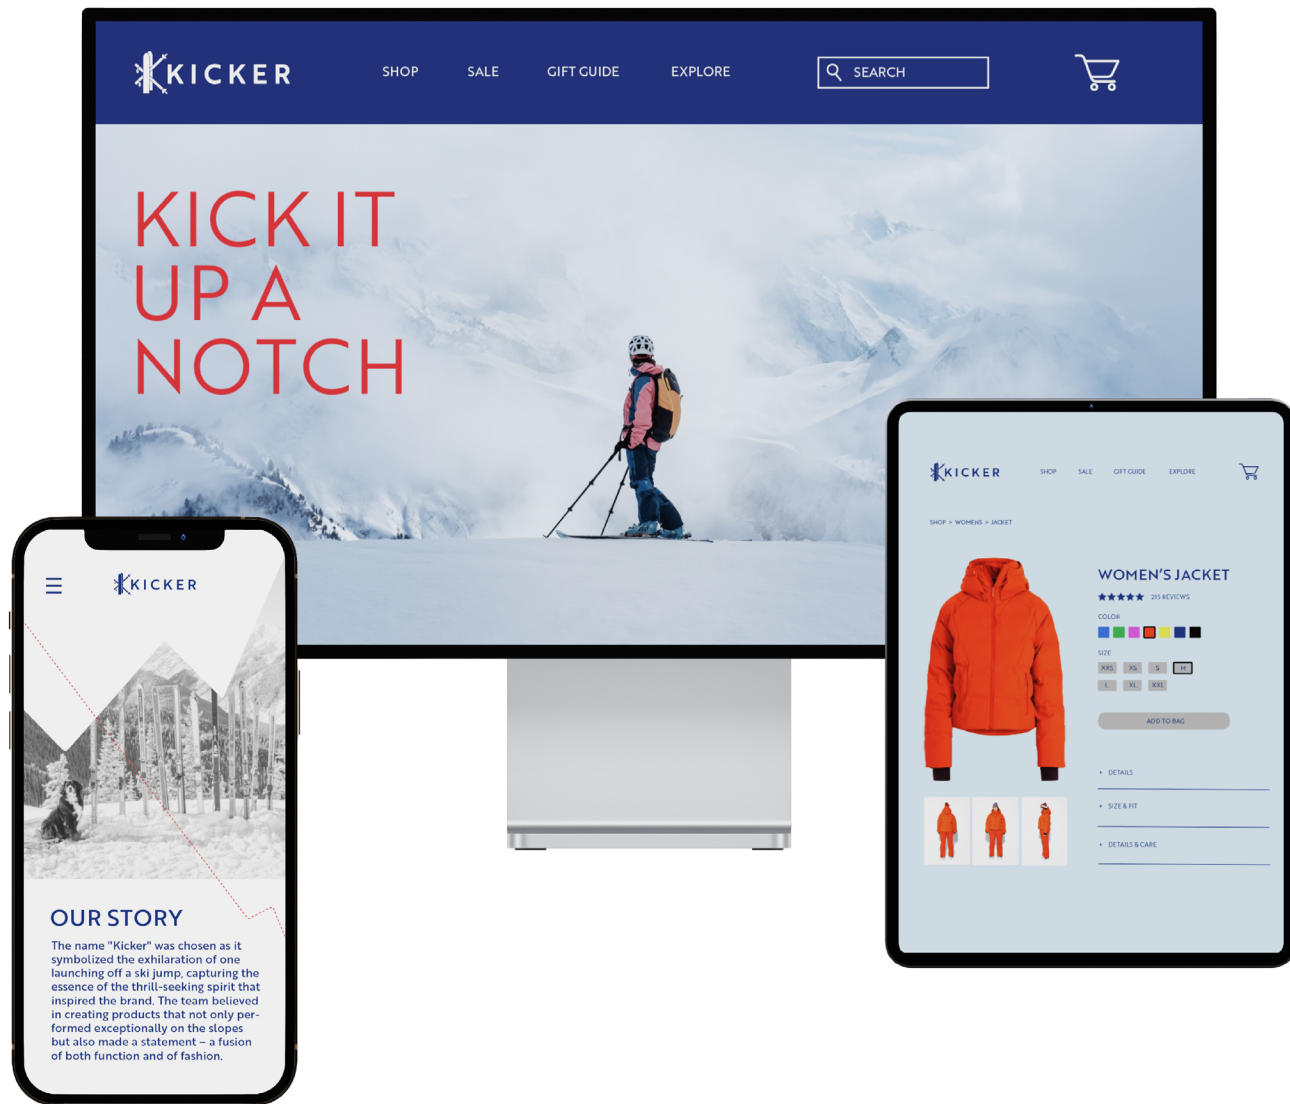 KICKER
SHOP SALE GIFT GUIDE EXPLORE SEARCH
KICK IT
UP A
NOTCH
KICKER
SHOP SALE GIFT GUIDE EXPLORE
SHOP > WOMENS > JACKET
WOMEN'S JACKET
215 REVIEWS
COLOR
SIZE
XXS XS S M
L XL XXL
ADD TO BAG
+ DETAILS
+ SIZE & FIT
+ DETAILS & CARE
KICKER
OUR STORY
The name "Kicker" was chosen as it
symbolized the exhilaration of one
launching off a ski jump, capturing the
essence of the thrill-seeking spirit that
inspired the brand. The team believed
in creating products that not only per-
formed exceptionally on the slopes
but also made a statement – a fusion
of both function and of fashion.